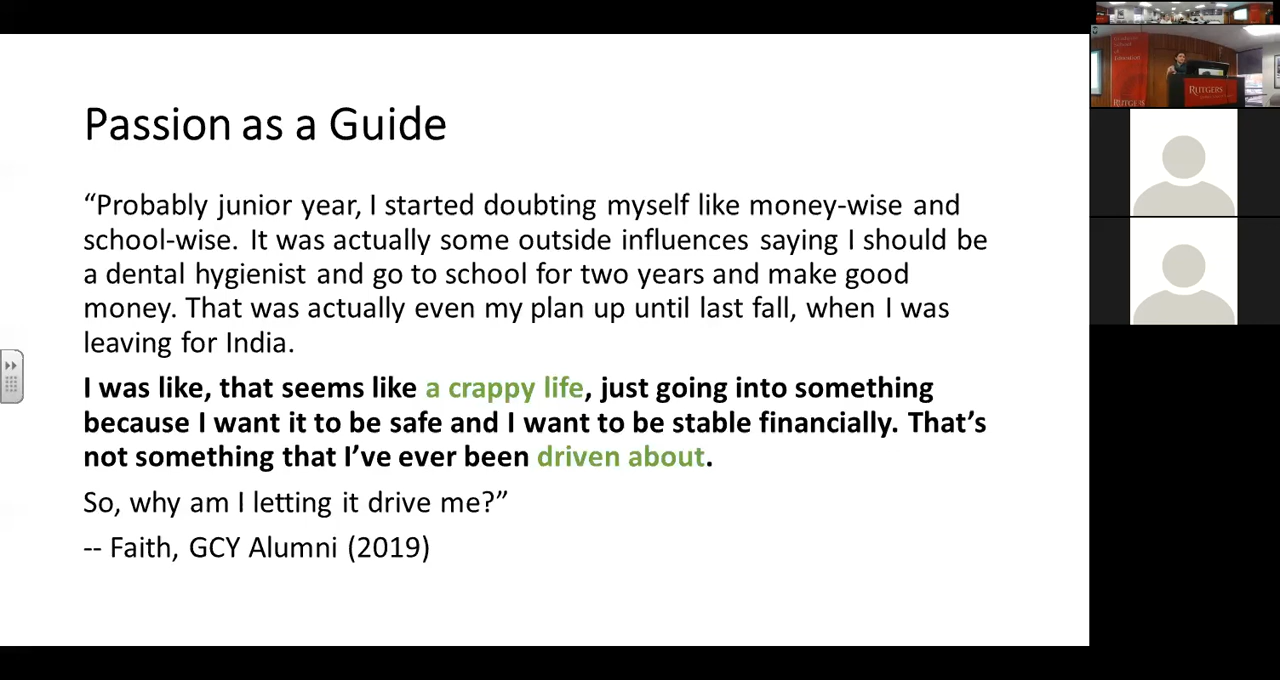 Passion as a Guide
“Probably junior year, I started doubting myself like money-wise and
school-wise. It was actually some outside influences saying I should be
a dental hygienist and go to school for two years and make good
money. That was actually even my plan up until last fall, when I was
leaving for India.
I was like, that seems like a crappy life, just going into something
because I want it to be safe and I want to be stable financially. That’s
not something that I’ve ever been driven about.
So, why am I letting it drive me?”
-- Faith, GCY Alumni (2019)
RUTGERS
RUTGERS